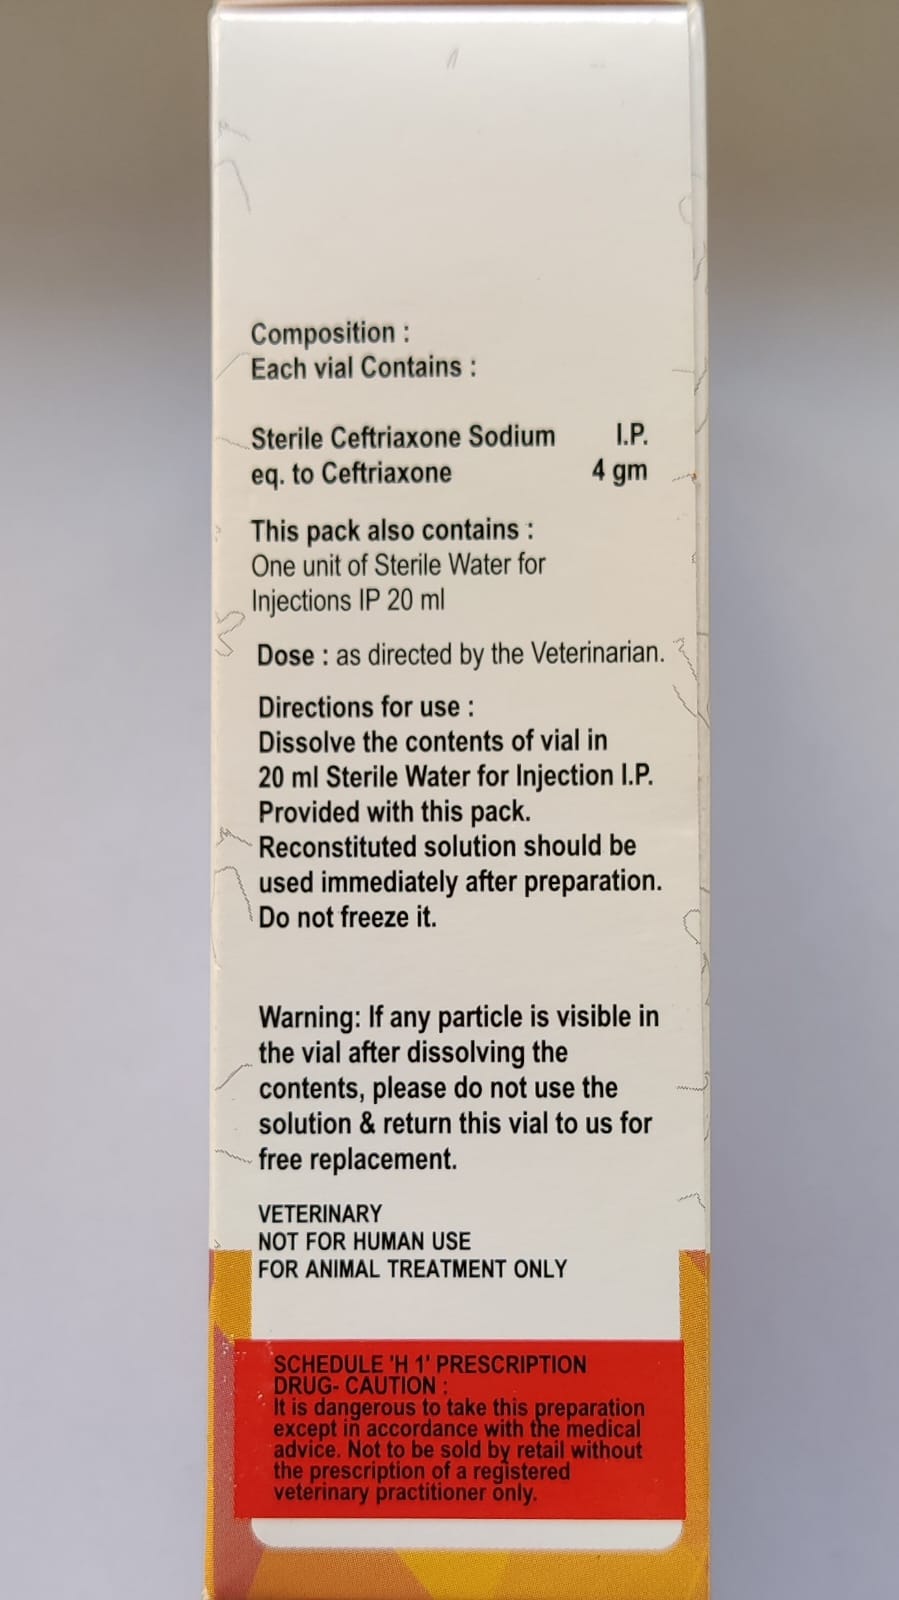 Composition :
Each vial Contains :
Sterile Ceftriaxone Sodium I.P.
eq. to Ceftriaxone 4 gm
This pack also contains :
One unit of Sterile Water for
Injections IP 20 ml
Dose : as directed by the Veterinarian.
Directions for use :
Dissolve the contents of vial in
20 ml Sterile Water for Injection I.P.
Provided with this pack.
Reconstituted solution should be
used immediately after preparation.
Do not freeze it.
Warning: If any particle is visible in
the vial after dissolving the
contents, please do not use the
solution & return this vial to us for
free replacement.
VETERINARY
NOT FOR HUMAN USE
FOR ANIMAL TREATMENT ONLY
SCHEDULE 'H 1' PRESCRIPTION
DRUG- CAUTION :
It is dangerous to take this preparation
except in accordance with the medical
advice. Not to be sold by retail without
the prescription of a registered
veterinary practitioner only.